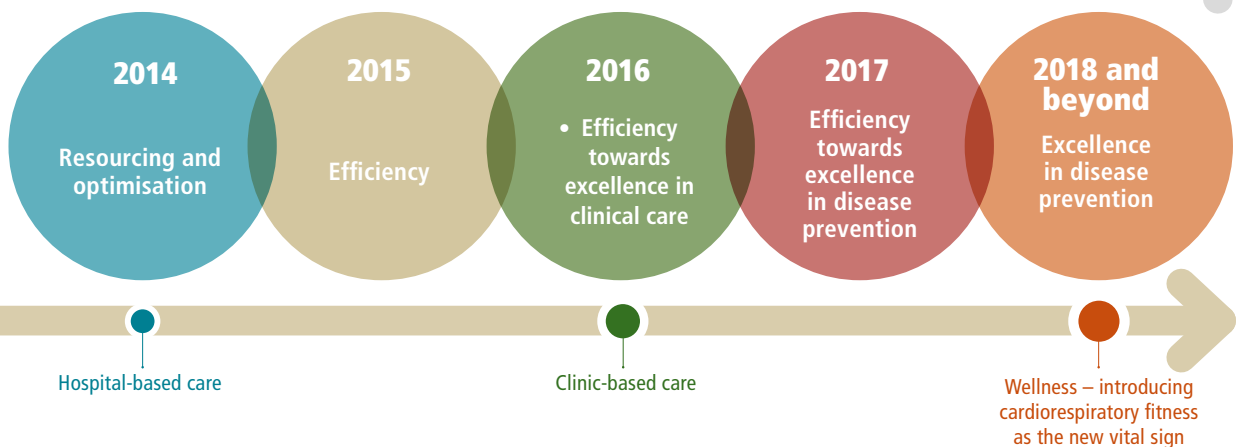 2014
Resourcing and
optimisation
2015
Efficiency
2016
• Efficiency
towards
excellence in
clinical care
2017
Efficiency
towards
excellence
in disease
prevention
2018 and
beyond
Excellence
in disease
prevention
Hospital-based care
Clinic-based care
Wellness – introducing
cardiorespiratory fitness
as the new vital sign